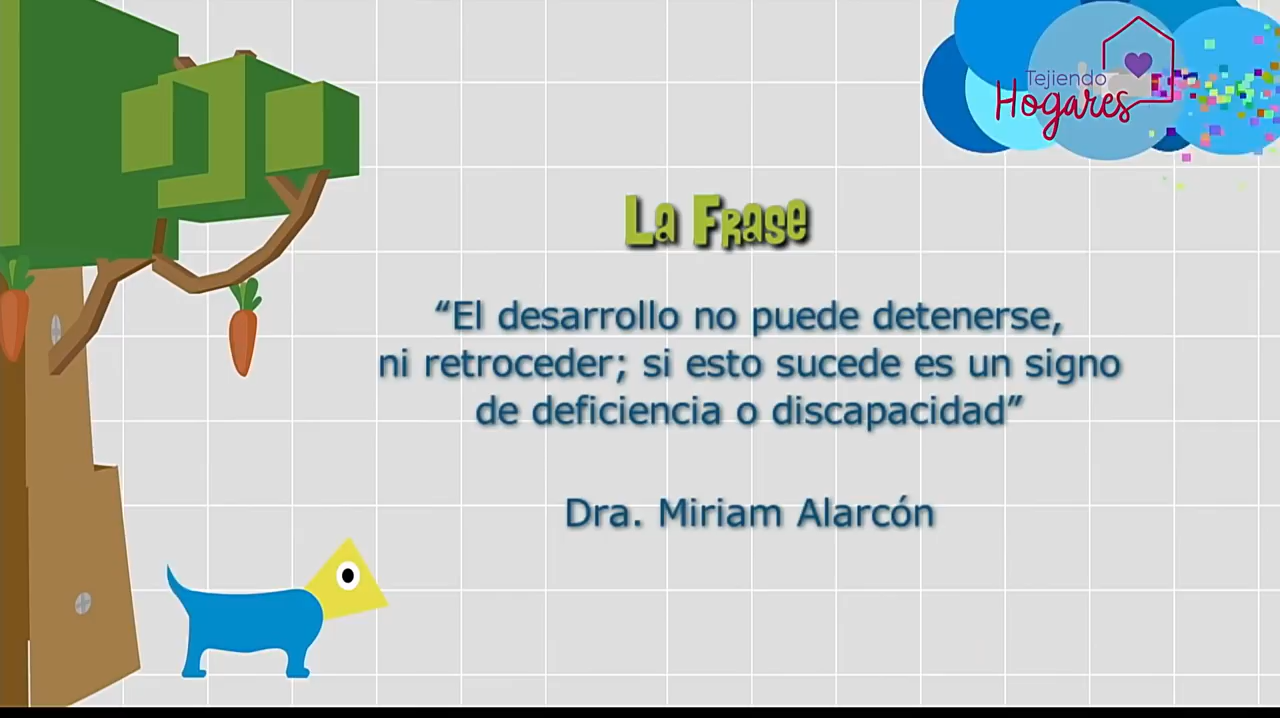 Tejiendo
Hogares
La Frase
“El desarrollo no puede detenerse,
ni retroceder; si esto sucede es un signo
de deficiencia o discapacidad”
Dra. Miriam Alarcón